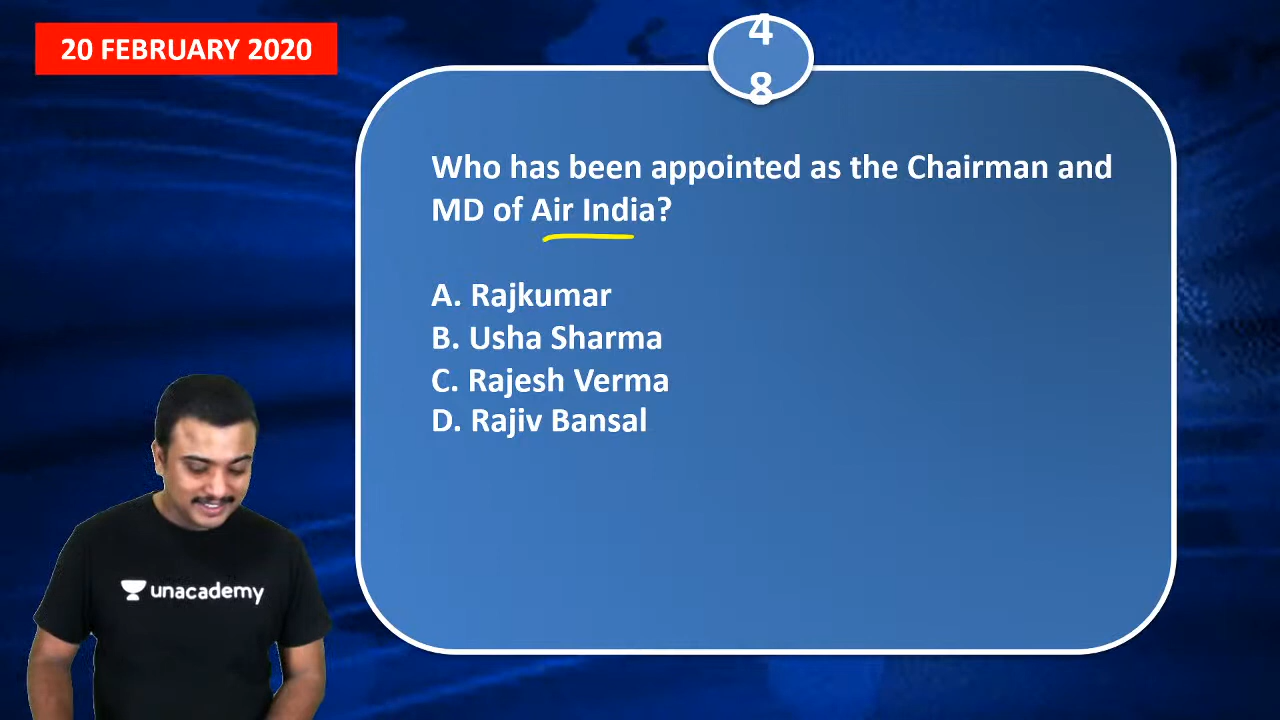 20 FEBRUARY 2020
4
8
Who has been appointed as the Chairman and
MD of Air India?
A. Rajkumar
B. Usha Sharma
C. Rajesh Verma
D. Rajiv Bansal
unacademy